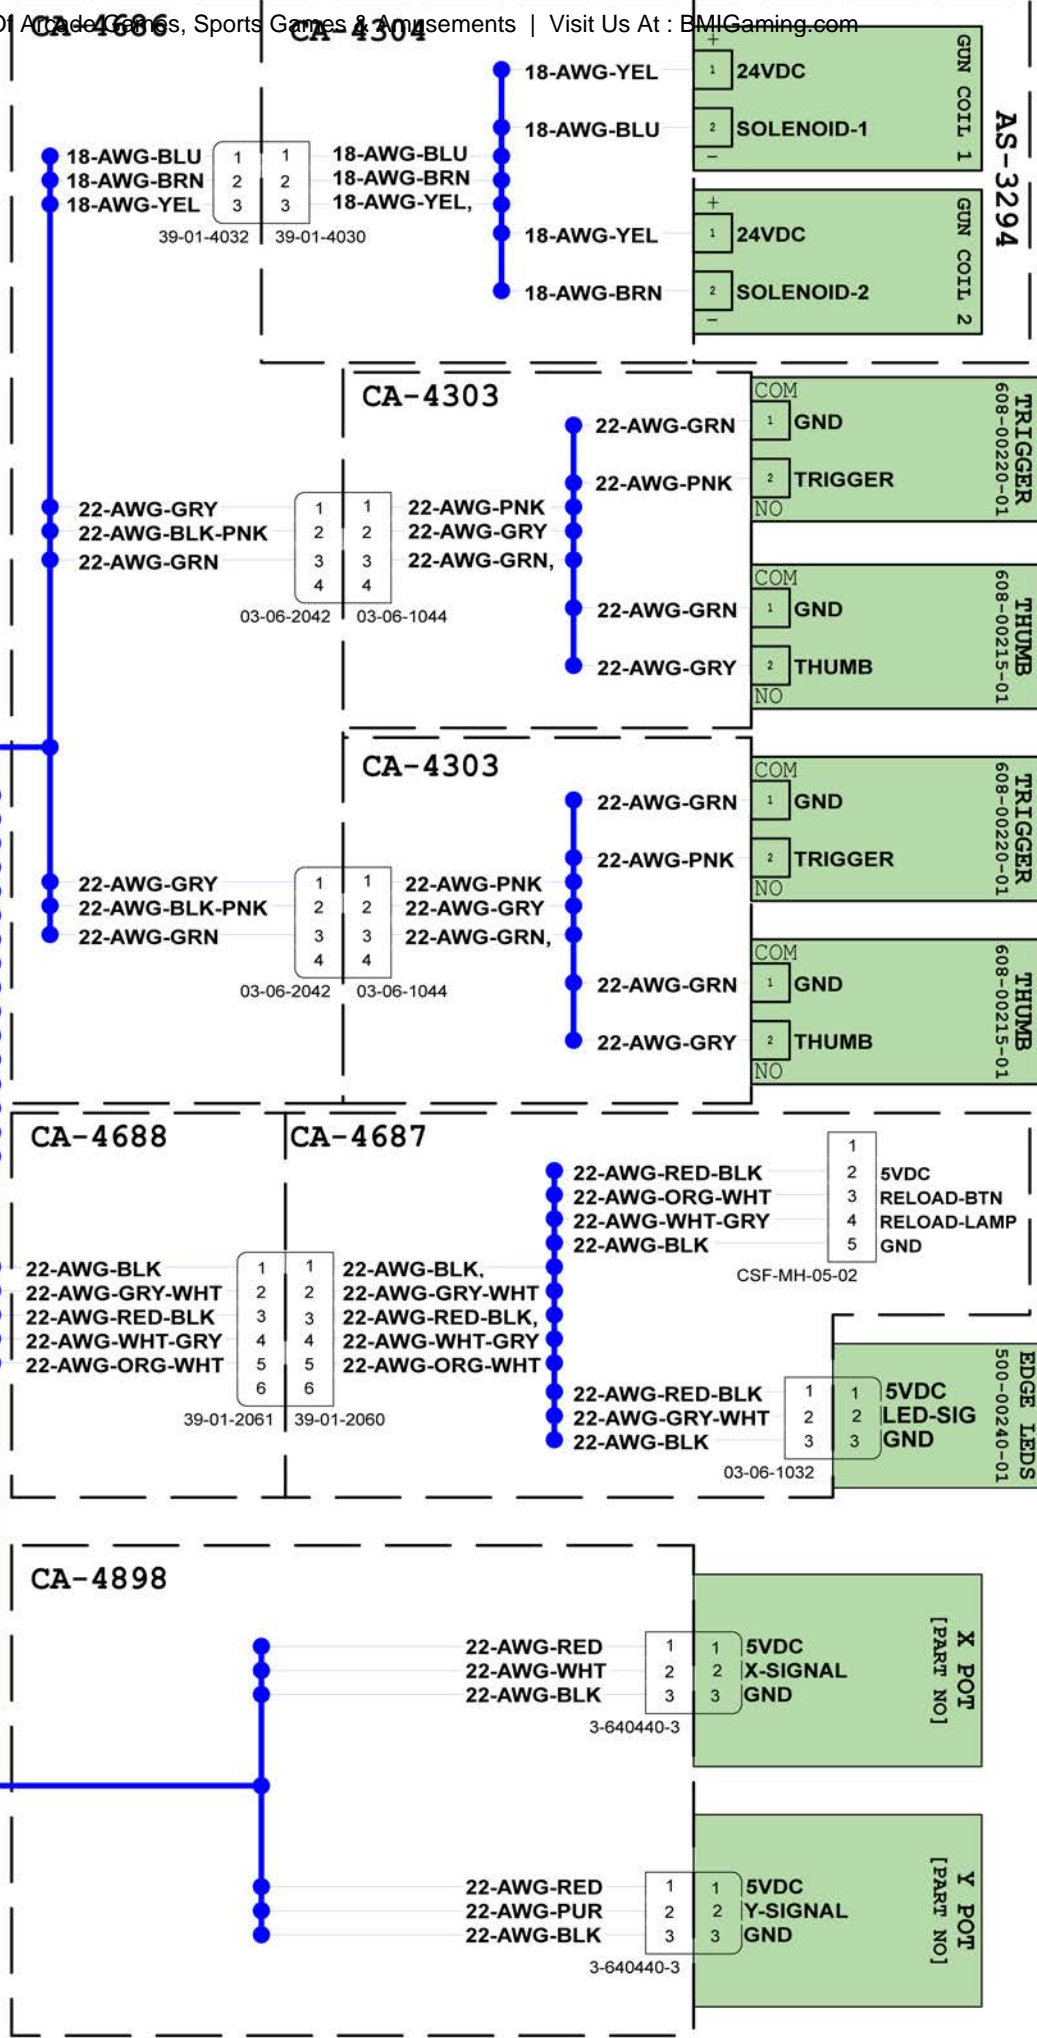 Of Arcade Games, Sports Games & Amusements | Visit Us At : BMIGaming.com
CA-4686
CA-4304
AS-3294
18-AWG-YEL
+
1
24VDC
GUN COIL 1
18-AWG-BLU
2
SOLENOID-1
−
18-AWG-BLU 1 1 18-AWG-BLU
18-AWG-BRN 2 2 18-AWG-BRN
18-AWG-YEL 3 3 18-AWG-YEL,
39-01-4032 39-01-4030
+
18-AWG-YEL 1 24VDC
GUN COIL 2
18-AWG-BRN 2 SOLENOID-2
−
CA-4303
COM
22-AWG-GRN 1 GND
TRIGGER
608-00220-01
22-AWG-PNK 2 TRIGGER
NO
22-AWG-GRY 1 1 22-AWG-PNK
22-AWG-BLK-PNK 2 2 22-AWG-GRY
22-AWG-GRN 3 3 22-AWG-GRN,
4 4
03-06-2042 03-06-1044
COM
22-AWG-GRN 1 GND
THUMB
608-00215-01
22-AWG-GRY 2 THUMB
NO
CA-4303
COM
22-AWG-GRN 1 GND
TRIGGER
608-00220-01
22-AWG-PNK 2 TRIGGER
NO
22-AWG-GRY 1 1 22-AWG-PNK
22-AWG-BLK-PNK 2 2 22-AWG-GRY
22-AWG-GRN 3 3 22-AWG-GRN,
4 4
03-06-2042 03-06-1044
COM
22-AWG-GRN 1 GND
THUMB
608-00215-01
22-AWG-GRY 2 THUMB
NO
CA-4688
CA-4687
1
22-AWG-RED-BLK 2 5VDC
22-AWG-ORG-WHT 3 RELOAD-BTN
22-AWG-WHT-GRY 4 RELOAD-LAMP
22-AWG-BLK 5 GND
CSF-MH-05-02
22-AWG-BLK 1 1 22-AWG-BLK,
22-AWG-GRY-WHT 2 2 22-AWG-GRY-WHT
22-AWG-RED-BLK 3 3 22-AWG-RED-BLK,
22-AWG-WHT-GRY 4 4 22-AWG-WHT-GRY
22-AWG-ORG-WHT 5 5 22-AWG-ORG-WHT
6 6
39-01-2061 39-01-2060
22-AWG-RED-BLK 1 1 5VDC
22-AWG-GRY-WHT 2 2 LED-SIG
22-AWG-BLK 3 3 GND
03-06-1032
EDGE LEDS
500-00240-01
CA-4898
22-AWG-RED 1 1 5VDC
22-AWG-WHT 2 2 X-SIGNAL
22-AWG-BLK 3 3 GND
3-640440-3
X POT
[PART NO]
22-AWG-RED 1 1 5VDC
22-AWG-PUR 2 2 Y-SIGNAL
22-AWG-BLK 3 3 GND
3-640440-3
Y POT
[PART NO]